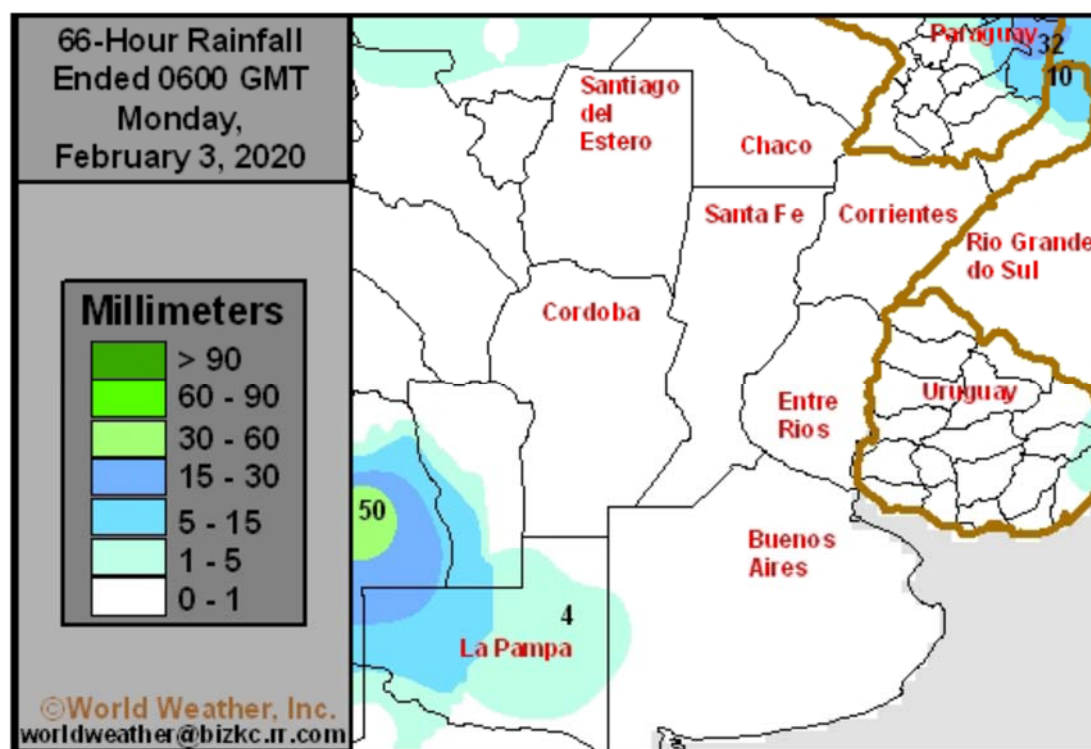 66-Hour Rainfall
Ended 0600 GMT
Monday,
February 3, 2020
Millimeters
> 90
60 - 90
30 - 60
15 - 30
5 - 15
1 - 5
0 - 1
©World Weather, Inc.
worldweather@bizkc.rr.com
Paraguay
32
10
Santiago
del
Estero
Chaco
Santa Fe
Corrientes
Rio Grande
do Sul
Cordoba
Uruguay
Entre
Rios
50
Buenos
Aires
4
La Pampa